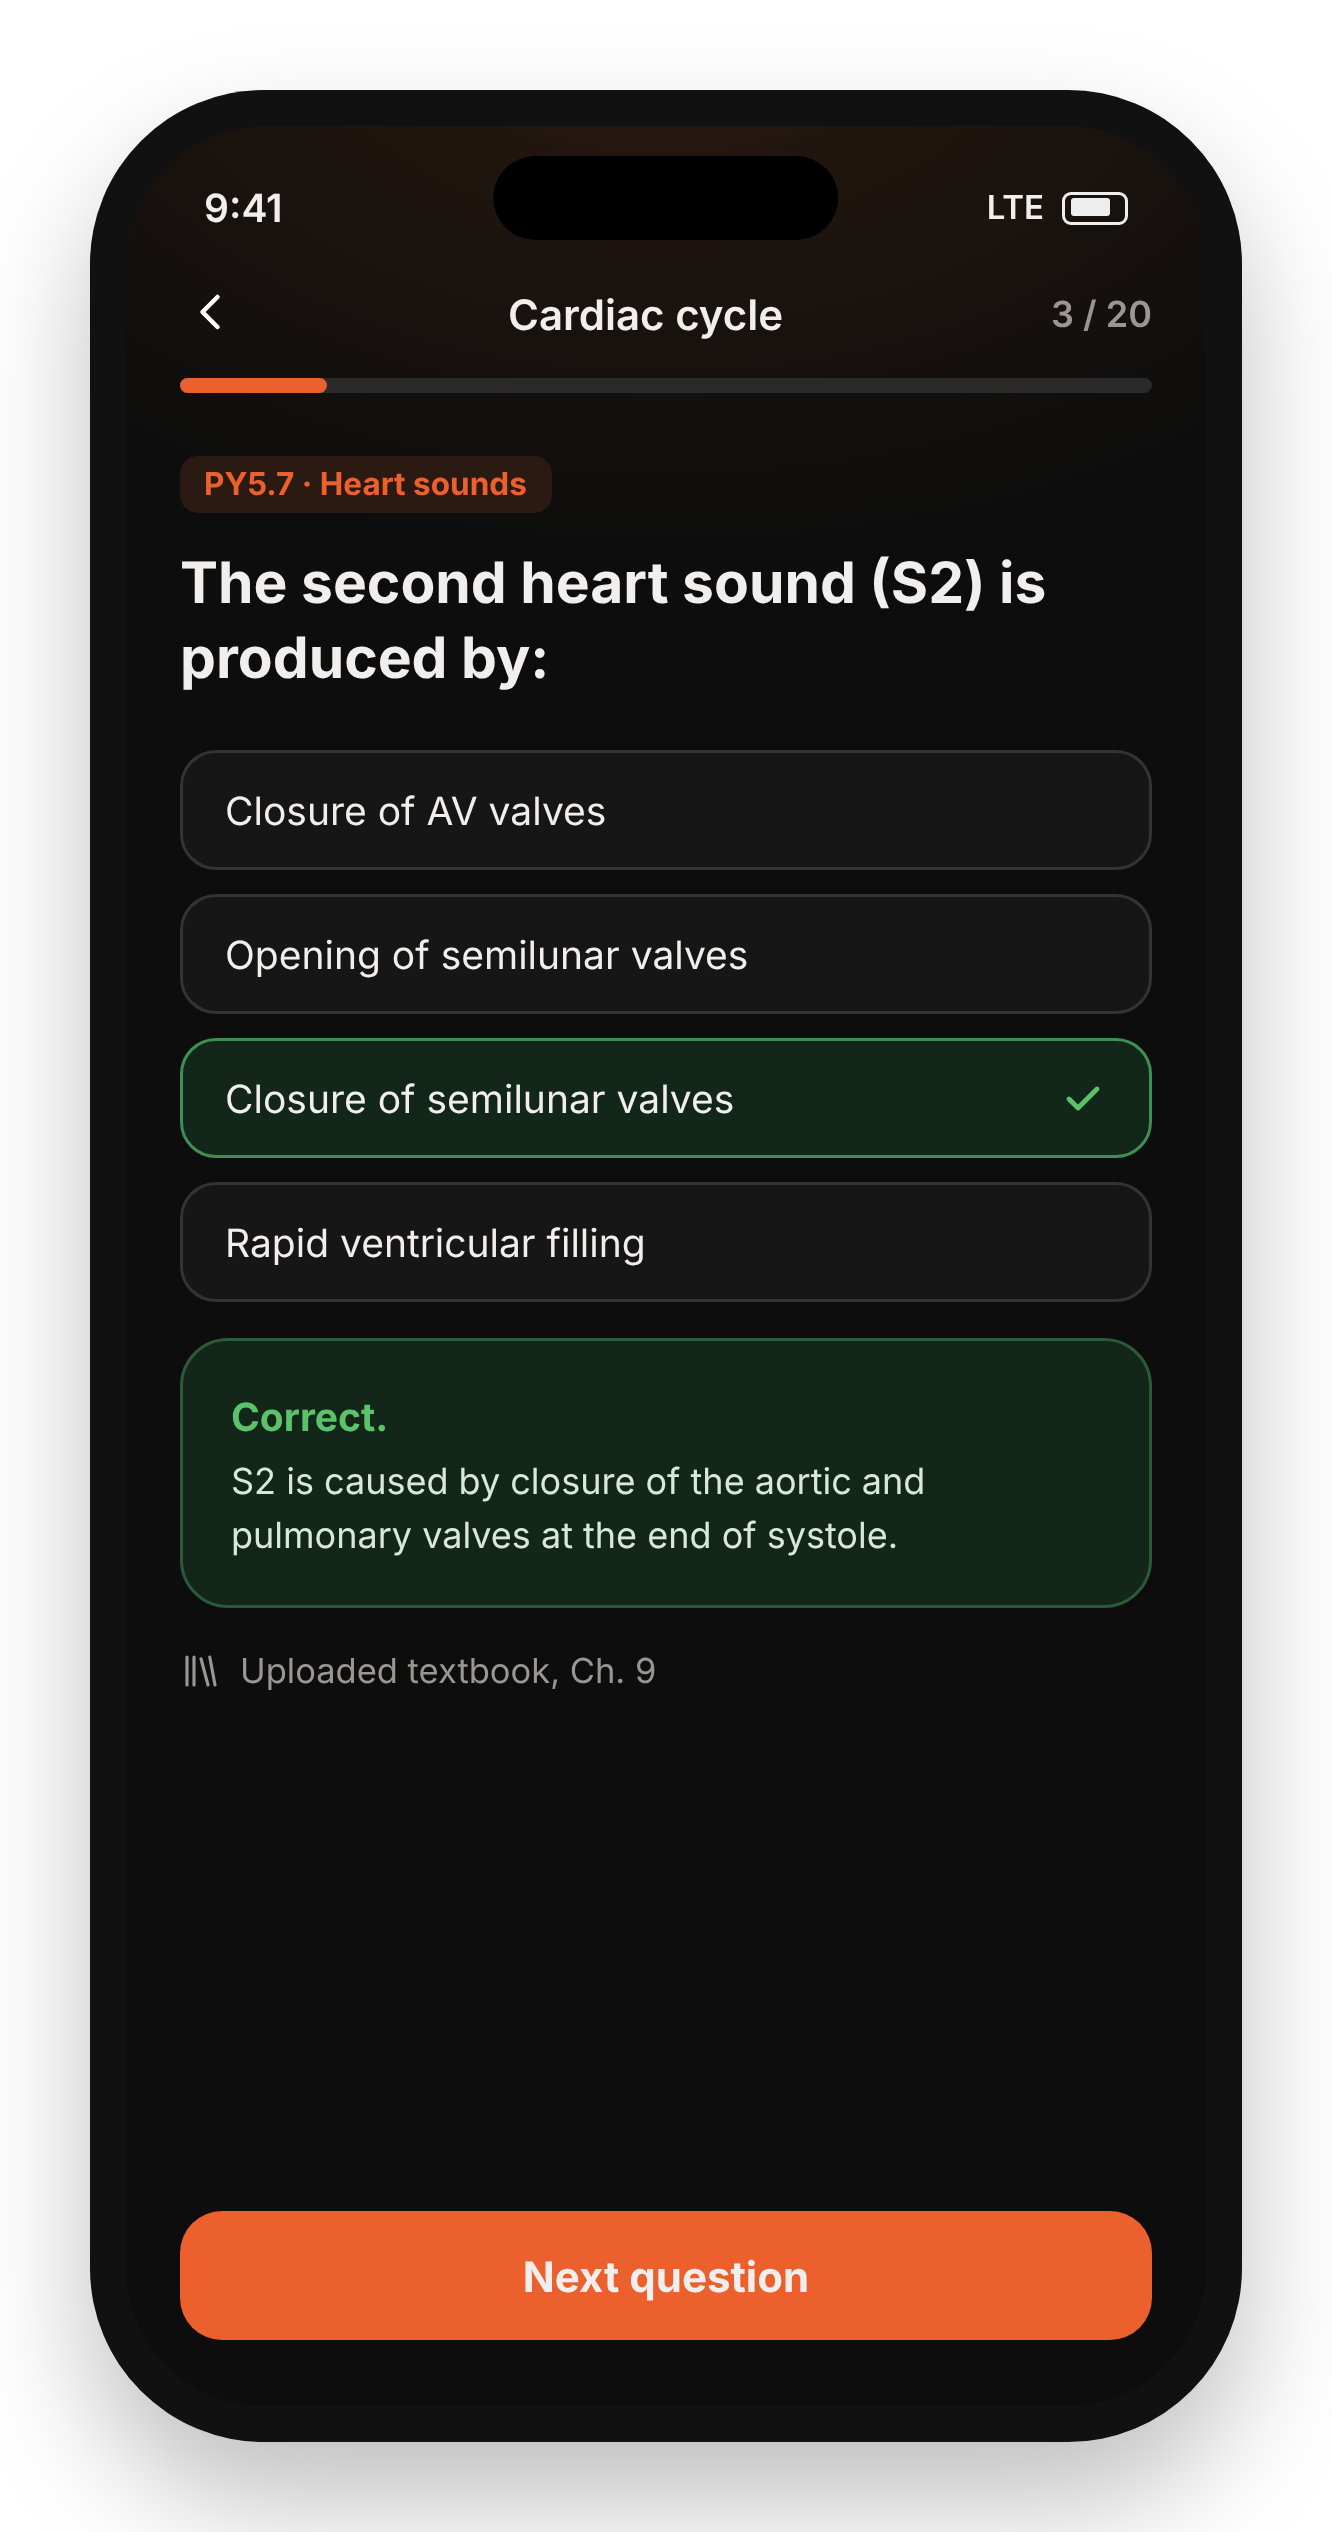 9:41
LTE
Cardiac cycle
3 / 20
PY5.7 · Heart sounds
The second heart sound (S2) is
produced by:
Closure of AV valves
Opening of semilunar valves
Closure of semilunar valves
Rapid ventricular filling
Correct.
S2 is caused by closure of the aortic and
pulmonary valves at the end of systole.
Uploaded textbook, Ch. 9
Next question